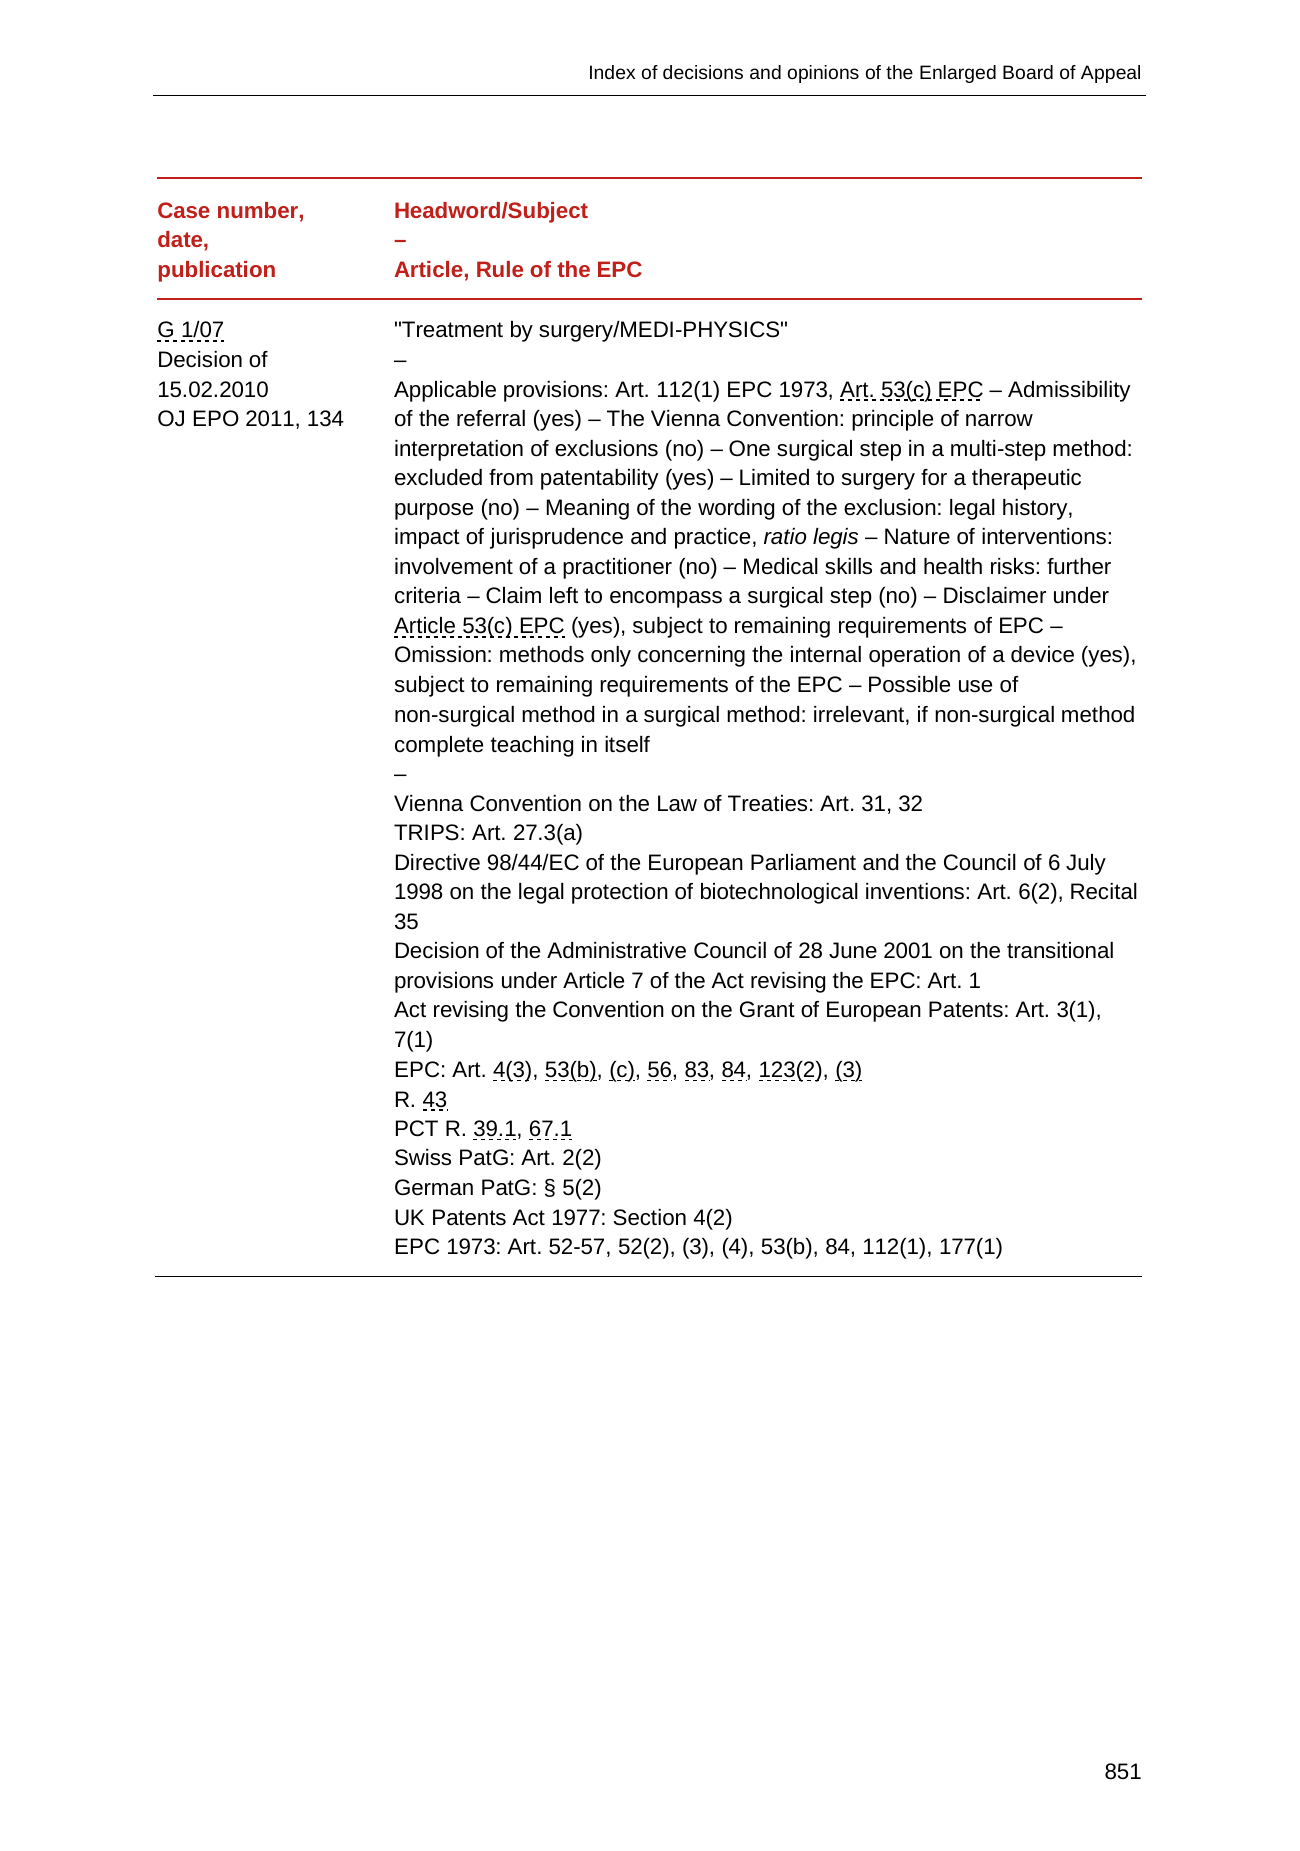 Index of decisions and opinions of the Enlarged Board of Appeal
Case number,
date,
publication
Headword/Subject
–
Article, Rule of the EPC
G 1/07
Decision of
15.02.2010
OJ EPO 2011, 134
"Treatment by surgery/MEDI-PHYSICS"
–
Applicable provisions: Art. 112(1) EPC 1973, Art. 53(c) EPC – Admissibility
of the referral (yes) – The Vienna Convention: principle of narrow
interpretation of exclusions (no) – One surgical step in a multi-step method:
excluded from patentability (yes) – Limited to surgery for a therapeutic
purpose (no) – Meaning of the wording of the exclusion: legal history,
impact of jurisprudence and practice, ratio legis – Nature of interventions:
involvement of a practitioner (no) – Medical skills and health risks: further
criteria – Claim left to encompass a surgical step (no) – Disclaimer under
Article 53(c) EPC (yes), subject to remaining requirements of EPC –
Omission: methods only concerning the internal operation of a device (yes),
subject to remaining requirements of the EPC – Possible use of
non-surgical method in a surgical method: irrelevant, if non-surgical method
complete teaching in itself
–
Vienna Convention on the Law of Treaties: Art. 31, 32
TRIPS: Art. 27.3(a)
Directive 98/44/EC of the European Parliament and the Council of 6 July
1998 on the legal protection of biotechnological inventions: Art. 6(2), Recital
35
Decision of the Administrative Council of 28 June 2001 on the transitional
provisions under Article 7 of the Act revising the EPC: Art. 1
Act revising the Convention on the Grant of European Patents: Art. 3(1),
7(1)
EPC: Art. 4(3), 53(b), (c), 56, 83, 84, 123(2), (3)
R. 43
PCT R. 39.1, 67.1
Swiss PatG: Art. 2(2)
German PatG: § 5(2)
UK Patents Act 1977: Section 4(2)
EPC 1973: Art. 52-57, 52(2), (3), (4), 53(b), 84, 112(1), 177(1)
851